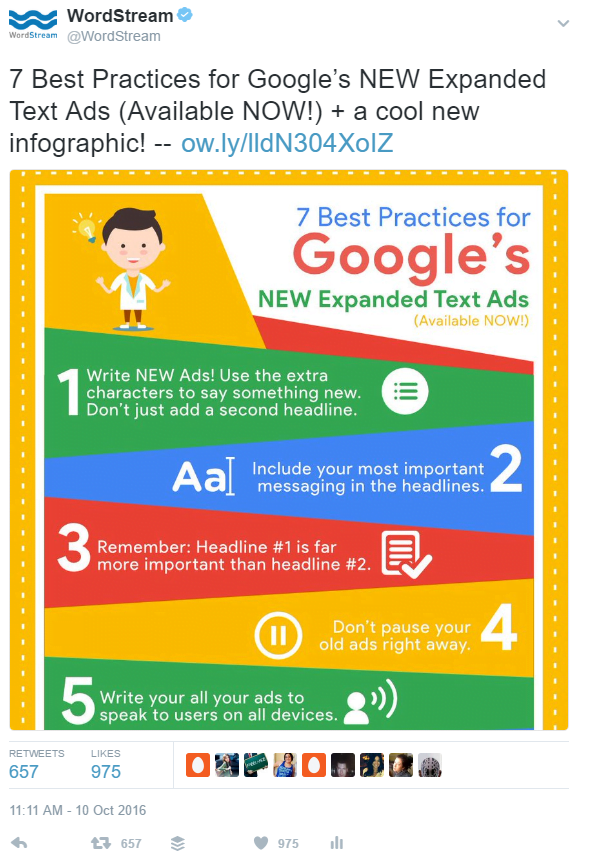 WordStream
WordStream
@WordStream
7 Best Practices for Google’s NEW Expanded
Text Ads (Available NOW!) + a cool new
infographic! -- ow.ly/lldN304XoIZ
7 Best Practices for
Google’s
NEW Expanded Text Ads
(Available NOW!)
1
Write NEW Ads! Use the extra
characters to say something new.
Don’t just add a second headline.
Aa
Include your most important
messaging in the headlines.
2
3
Remember: Headline #1 is far
more important than headline #2.
Don’t pause your
old ads right away.
4
5
Write your all your ads to
speak to users on all devices.
RETWEETS LIKES
657 975
11:11 AM - 10 Oct 2016
657 975